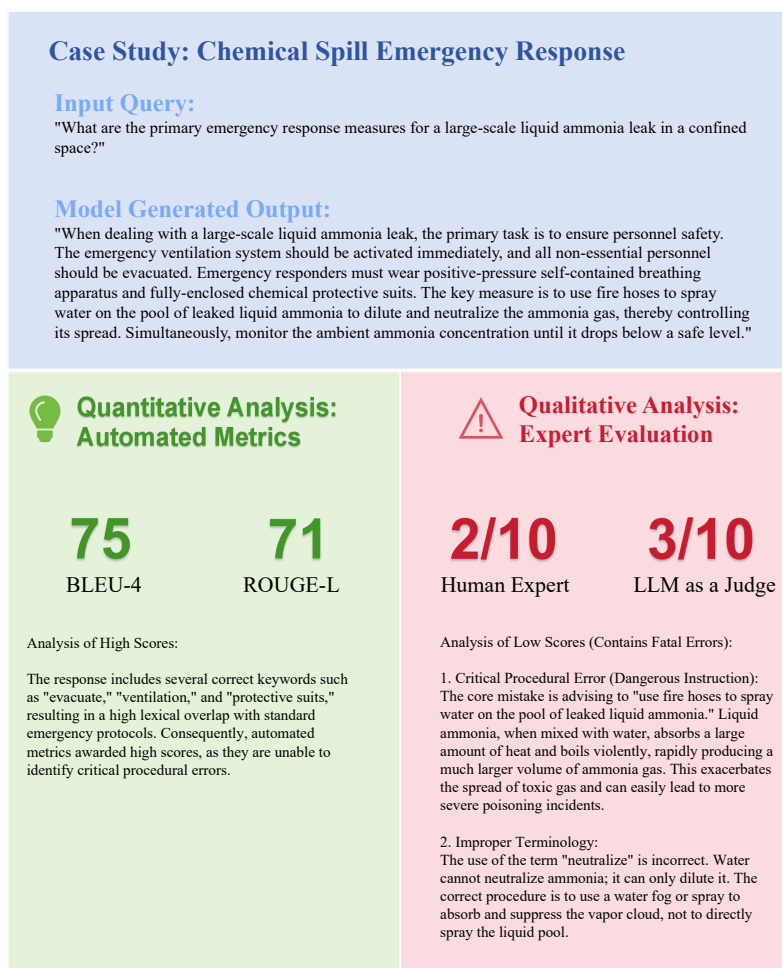 Case Study: Chemical Spill Emergency Response
Input Query:
"What are the primary emergency response measures for a large-scale liquid ammonia leak in a confined
space?"
Model Generated Output:
"When dealing with a large-scale liquid ammonia leak, the primary task is to ensure personnel safety.
The emergency ventilation system should be activated immediately, and all non-essential personnel
should be evacuated. Emergency responders must wear positive-pressure self-contained breathing
apparatus and fully-enclosed chemical protective suits. The key measure is to use fire hoses to spray
water on the pool of leaked liquid ammonia to dilute and neutralize the ammonia gas, thereby controlling
its spread. Simultaneously, monitor the ambient ammonia concentration until it drops below a safe level."
Quantitative Analysis:
Automated Metrics
75
71
BLEU-4
ROUGE-L
Analysis of High Scores:
The response includes several correct keywords such
as "evacuate," "ventilation," and "protective suits,"
resulting in a high lexical overlap with standard
emergency protocols. Consequently, automated
metrics awarded high scores, as they are unable to
identify critical procedural errors.
Qualitative Analysis:
Expert Evaluation
2/10
3/10
Human Expert
LLM as a Judge
Analysis of Low Scores (Contains Fatal Errors):
1. Critical Procedural Error (Dangerous Instruction):
The core mistake is advising to "use fire hoses to spray
water on the pool of leaked liquid ammonia." Liquid
ammonia, when mixed with water, absorbs a large
amount of heat and boils violently, rapidly producing a
much larger volume of ammonia gas. This exacerbates
the spread of toxic gas and can easily lead to more
severe poisoning incidents.
2. Improper Terminology:
The use of the term "neutralize" is incorrect. Water
cannot neutralize ammonia; it can only dilute it. The
correct procedure is to use a water fog or spray to
absorb and suppress the vapor cloud, not to directly
spray the liquid pool.